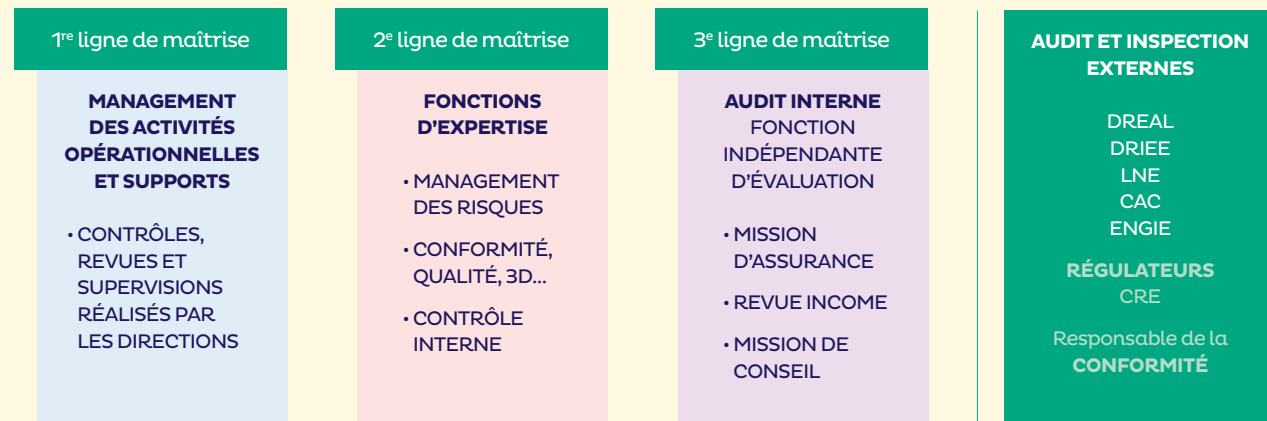 1re ligne de maîtrise
MANAGEMENT
DES ACTIVITÉS
OPÉRATIONNELLES
ET SUPPORTS
• CONTRÔLES,
REVUES ET
SUPERVISIONS
RÉALISÉS PAR
LES DIRECTIONS
2e ligne de maîtrise
FONCTIONS
D'EXPERTISE
• MANAGEMENT
DES RISQUES
• CONFORMITÉ,
QUALITÉ, 3D...
• CONTRÔLE
INTERNE
3e ligne de maîtrise
AUDIT INTERNE
FONCTION
INDÉPENDANTE
D'ÉVALUATION
• MISSION
D'ASSURANCE
• REVUE INCOME
• MISSION DE
CONSEIL
AUDIT ET INSPECTION
EXTERNES
DREAL
DRIEE
LNE
CAC
ENGIE
RÉGULATEURS
CRE
Responsable de la
CONFORMITÉ